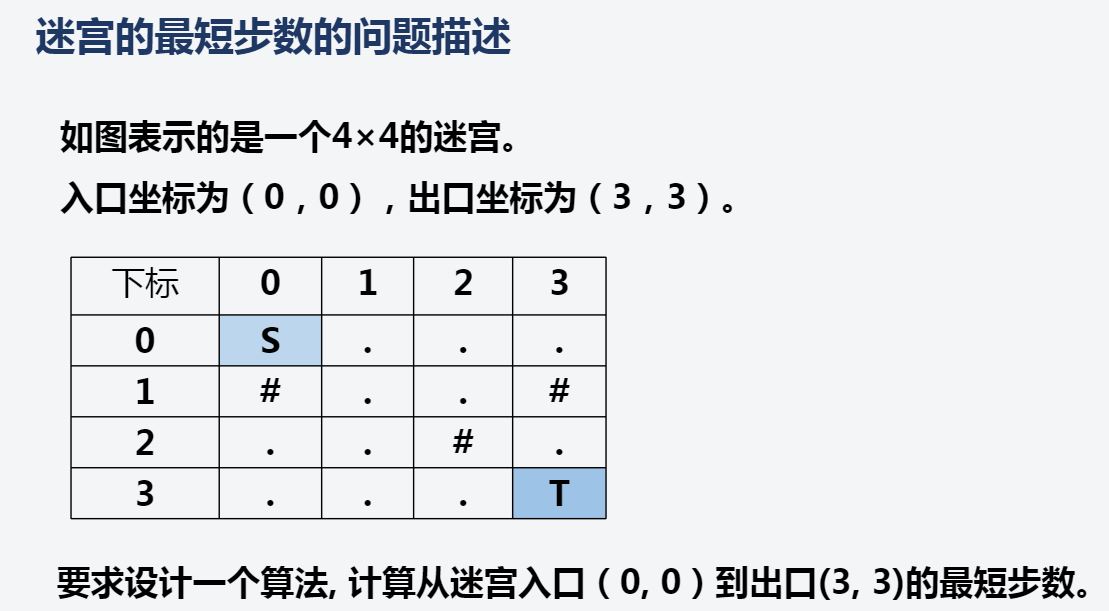 迷宫的最短步数的问题描述
如图表示的是一个4×4的迷宫。
入口坐标为（0，0），出口坐标为（3，3）。
下标 0 1 2 3
0 S . . .
1 # . . #
2 . . # .
3 . . . T
要求设计一个算法, 计算从迷宫入口（0, 0）到出口(3, 3)的最短步数。